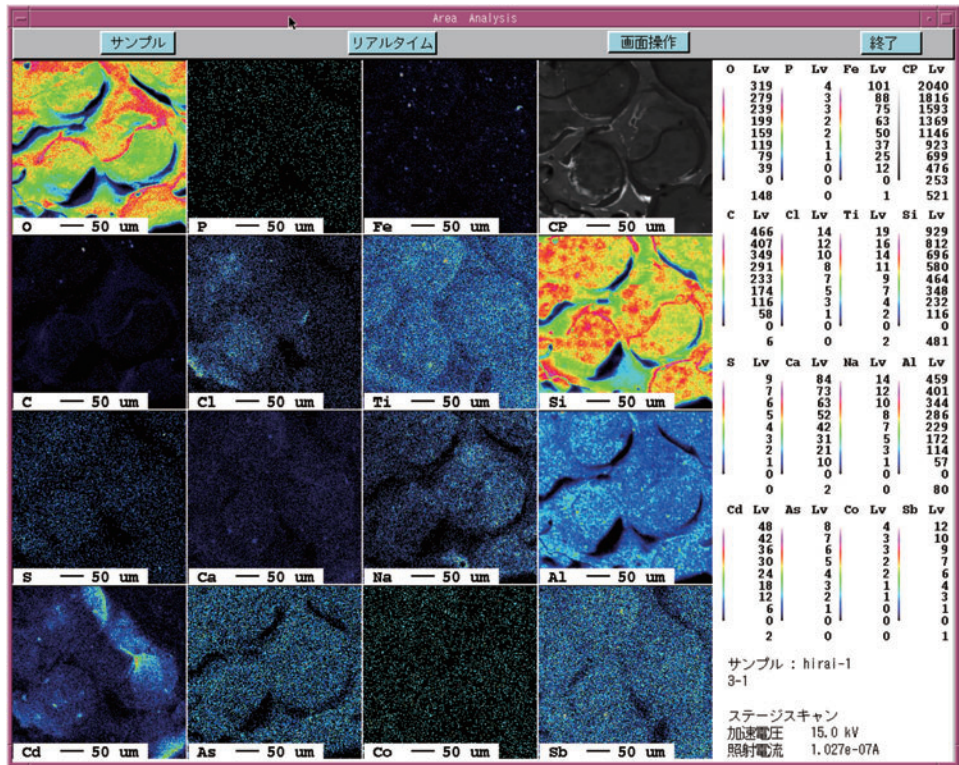 Area Analysis
サンプル リアルタイム 画面操作 終了
O 50 um P 50 um Fe 50 um CP 50 um
C 50 um Cl 50 um Ti 50 um Si 50 um
S 50 um Ca 50 um Na 50 um Al 50 um
Cd 50 um As 50 um Co 50 um Sb 50 um
O Lv P Lv Fe Lv CP Lv
319 4 101 2040
279 3 88 1816
239 3 75 1593
199 2 63 1369
159 2 50 1146
119 1 37 923
79 1 25 699
39 0 12 476
0 0 0 253
148 0 1 521
C Lv Cl Lv Ti Lv Si Lv
466 14 19 929
407 12 16 812
349 10 14 696
291 8 11 580
233 7 9 464
174 5 7 348
116 3 4 232
58 1 2 116
0 0 0 0
6 0 2 481
S Lv Ca Lv Na Lv Al Lv
9 84 14 459
7 73 12 401
6 63 10 344
5 52 8 286
4 42 7 229
3 31 5 172
2 21 3 114
1 10 1 57
0 0 0 0
0 2 0 80
Cd Lv As Lv Co Lv Sb Lv
48 8 4 12
42 7 3 10
36 6 3 9
30 5 2 7
24 4 2 6
18 3 1 4
12 2 1 3
6 1 0 1
0 0 0 0
2 0 0 1
サンプル : hirai-1
3-1
ステージスキャン
加速電圧 15.0 kV
照射電流 1.027e-07A